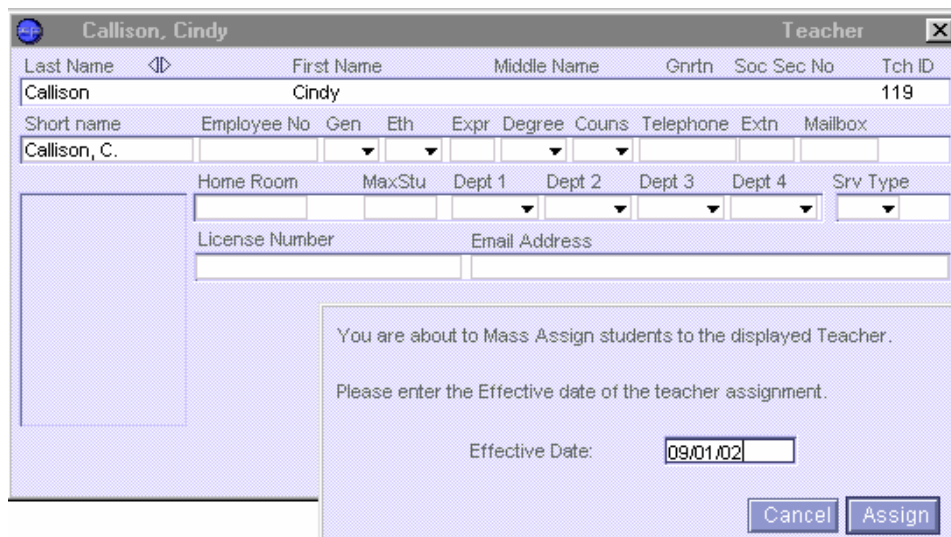 Callison, Cindy Teacher
Last Name First Name Middle Name Gnrtn Soc Sec No Tch ID
Callison Cindy 119
Short name Employee No Gen Eth Expr Degree Couns Telephone Extn Mailbox
Callison, C.
Home Room MaxStu Dept 1 Dept 2 Dept 3 Dept 4 Srv Type
License Number Email Address
You are about to Mass Assign students to the displayed Teacher.
Please enter the Effective date of the teacher assignment.
Effective Date: 09/01/02
Cancel Assign